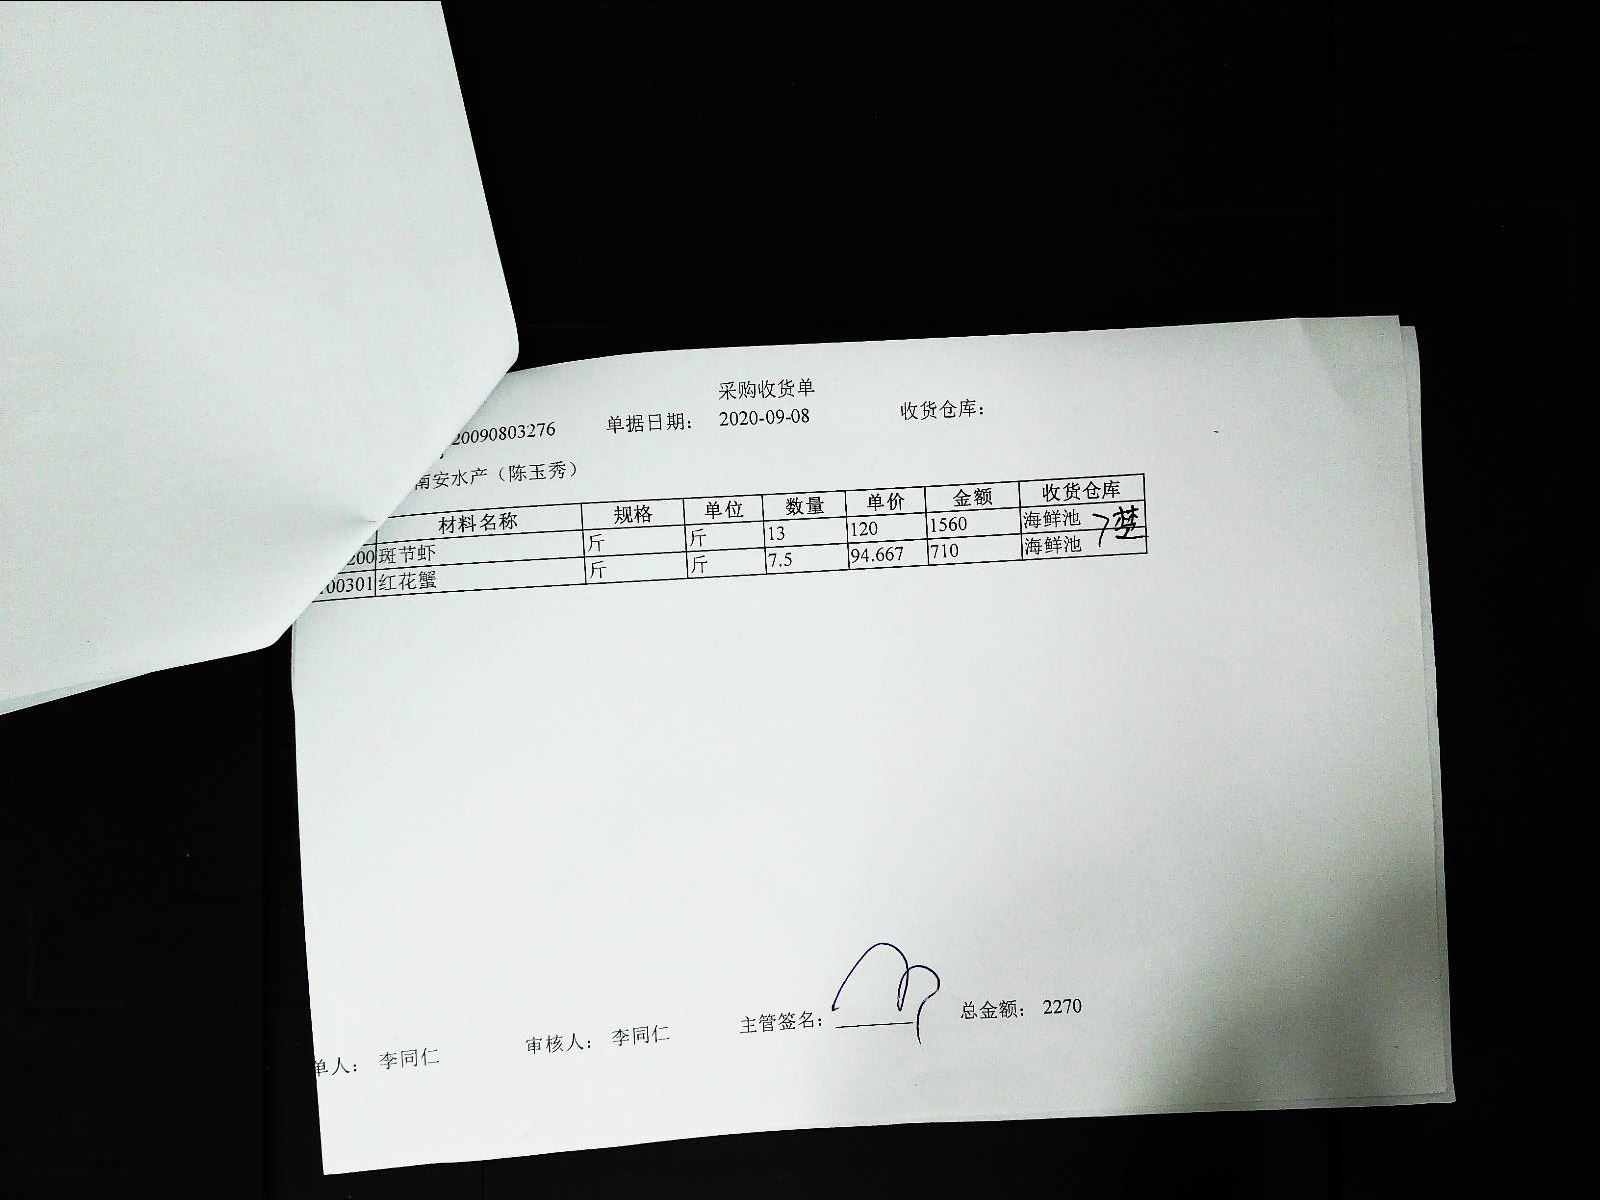 采购收货单
20090803276 单据日期： 2020-09-08 收货仓库：
南安水产（陈玉秀）
材料名称 规格 单位 数量 单价 金额 收货仓库
200 斑节虾 斤 斤 13 120 1560 海鲜池
00301 红花蟹 斤 斤 7.5 94.667 710 海鲜池
单人： 李同仁 审核人： 李同仁 主管签名： 总金额： 2270